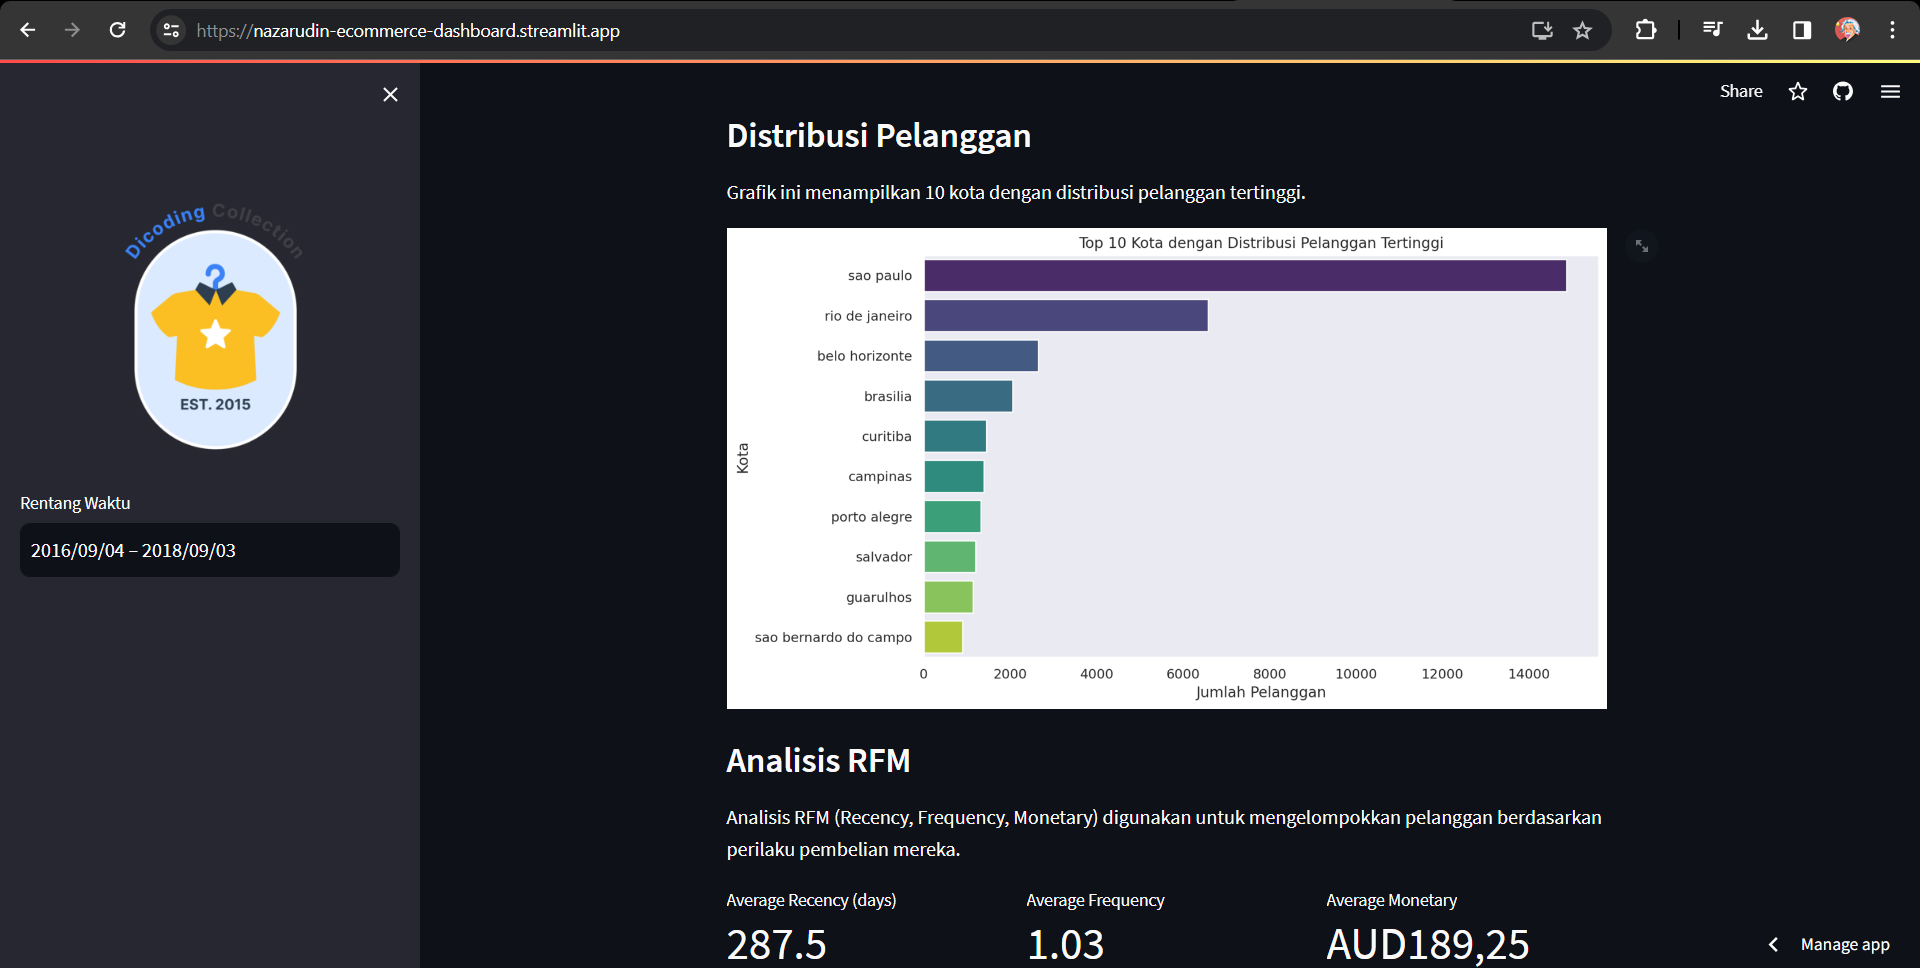 https://nazarudin-ecommerce-dashboard.streamlit.app
Share
Dicoding Collection
EST. 2015
Rentang Waktu
2016/09/04 – 2018/09/03
Distribusi Pelanggan
Grafik ini menampilkan 10 kota dengan distribusi pelanggan tertinggi.
Top 10 Kota dengan Distribusi Pelanggan Tertinggi
Kota
sao paulo
rio de janeiro
belo horizonte
brasilia
curitiba
campinas
porto alegre
salvador
guarulhos
sao bernardo do campo
0 2000 4000 6000 8000 10000 12000 14000
Jumlah Pelanggan
Analisis RFM
Analisis RFM (Recency, Frequency, Monetary) digunakan untuk mengelompokkan pelanggan berdasarkan
perilaku pembelian mereka.
Average Recency (days)
287.5
Average Frequency
1.03
Average Monetary
AUD189,25
Manage app